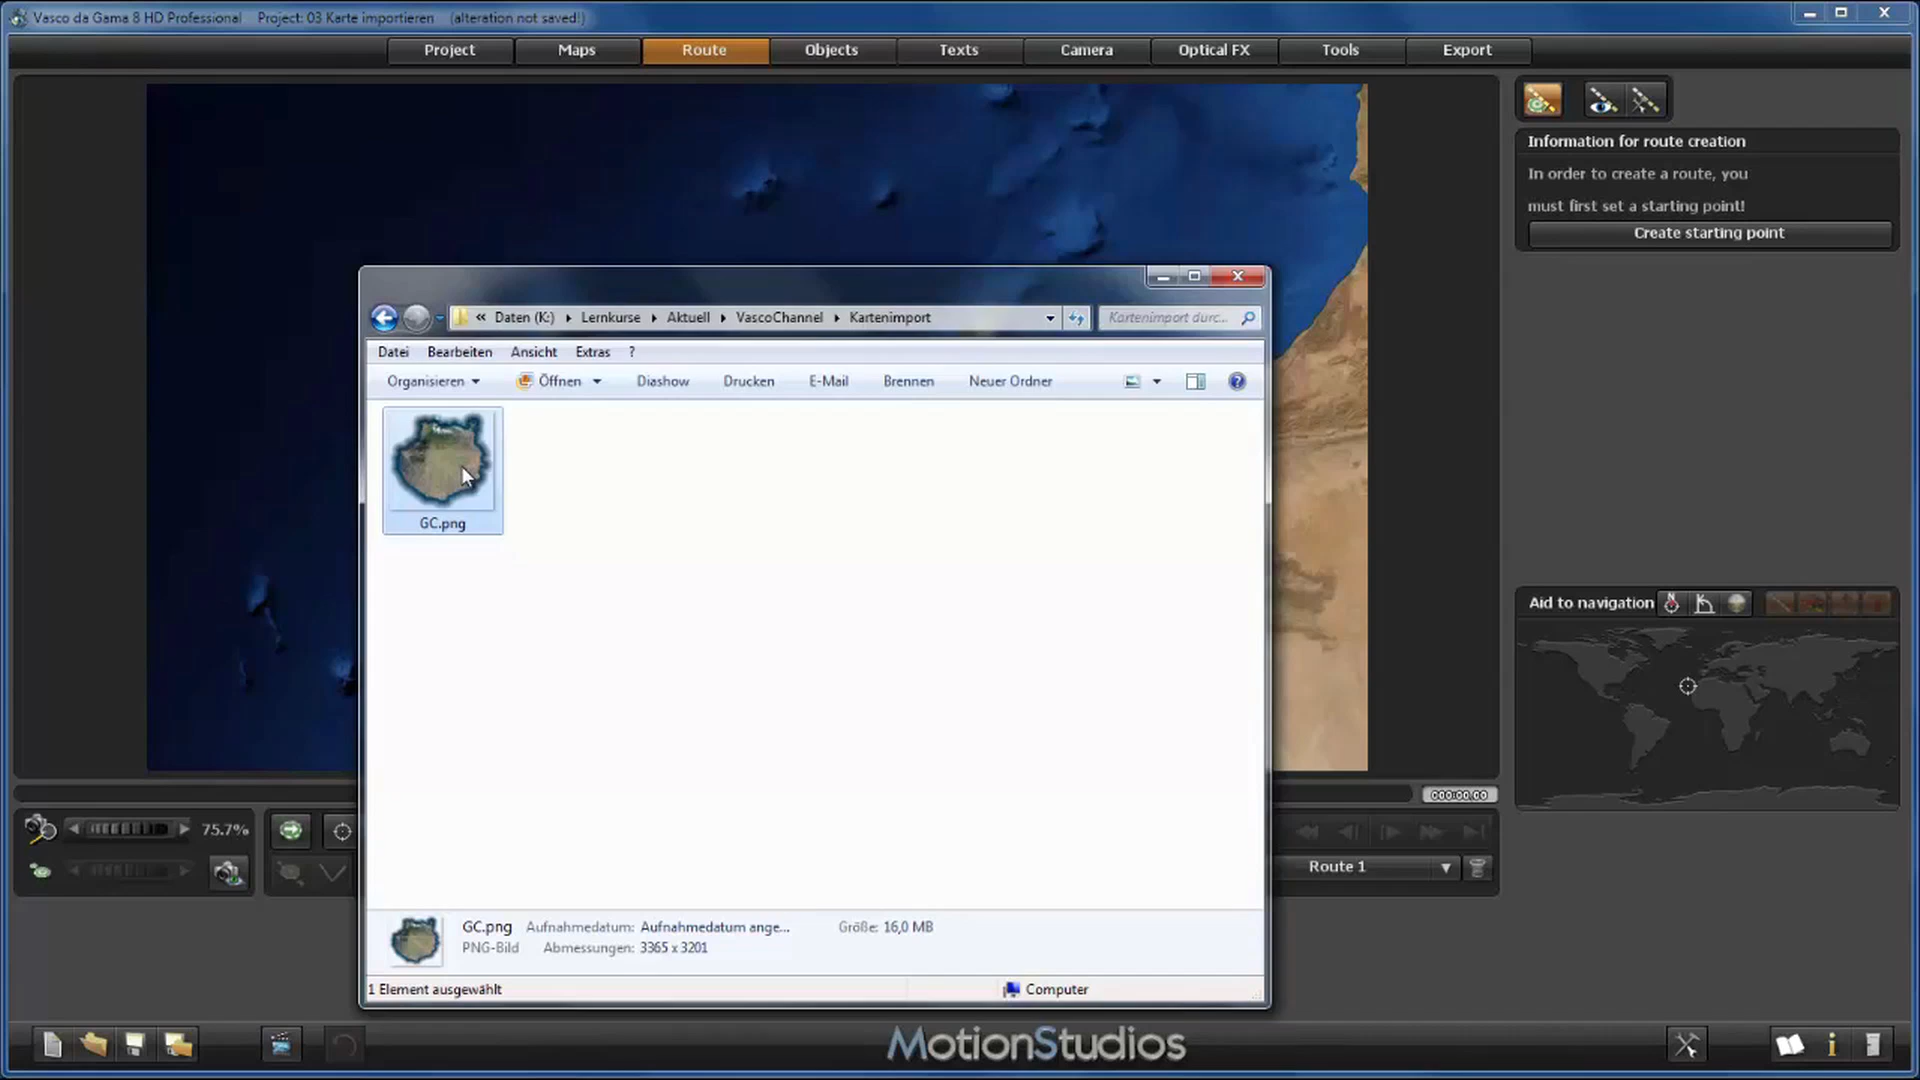 Vasco da Gama 8 HD Professional Project: 03 Karte importieren (alteration not saved!)
Project Maps Route Objects Texts Camera Optical FX Tools Export
Information for route creation
In order to create a route, you
must first set a starting point!
Create starting point
« Daten (K:) Lernkurse Aktuell VascoChannel Kartenimport Kartenimport durc...
Datei Bearbeiten Ansicht Extras ?
Organisieren Öffnen Diashow Drucken E-Mail Brennen Neuer Ordner
GC.png
Aid to navigation
75.7%
000:00.00
Route 1
GC.png Aufnahmedatum: Aufnahmedatum ange... Größe: 16,0 MB
PNG-Bild Abmessungen: 3365 x 3201
1 Element ausgewählt Computer
MotionStudios